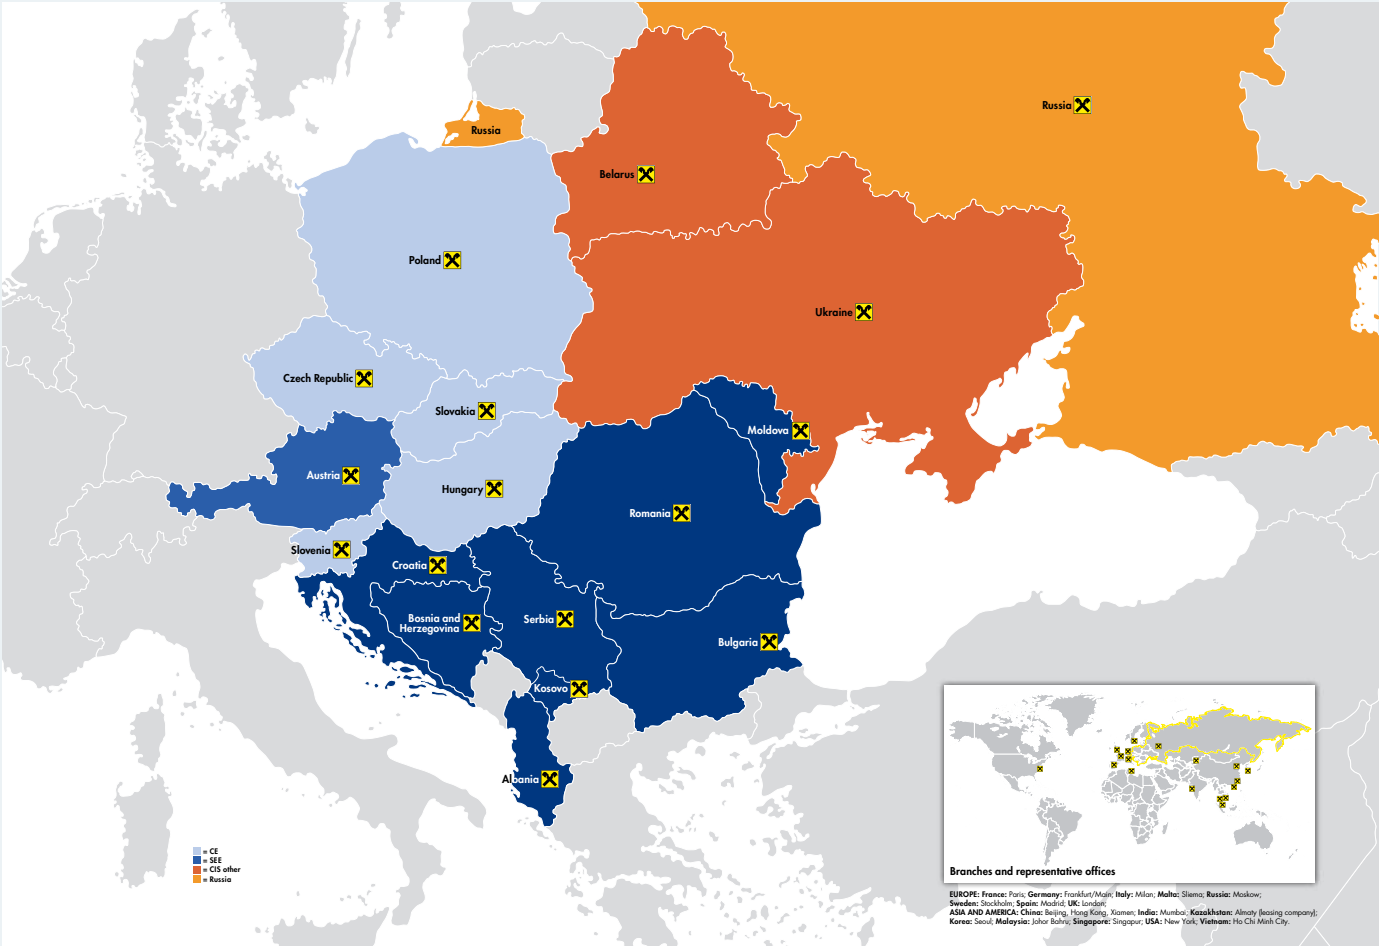 Russia
Russia
Belarus
Poland
Ukraine
Czech Republic
Slovakia
Moldova
Austria
Hungary
Romania
Slovenia
Croatia
Bosnia and
Herzegovina
Serbia
Bulgaria
Kosovo
Albania
= CE
= SEE
= CIS other
= Russia
Branches and representative offices
EUROPE: France: Paris; Germany: Frankfurt/Main; Italy: Milan; Malta: Sliema; Russia: Moskow;
Sweden: Stockholm; Spain: Madrid; UK: London;
ASIA AND AMERICA: China: Beijing, Hong Kong, Xiamen; India: Mumbai; Kazakhstan: Almaty (leasing company);
Korea: Seoul; Malaysia: Johor Bahru; Singapore: Singapur; USA: New York; Vietnam: Ho Chi Minh City.